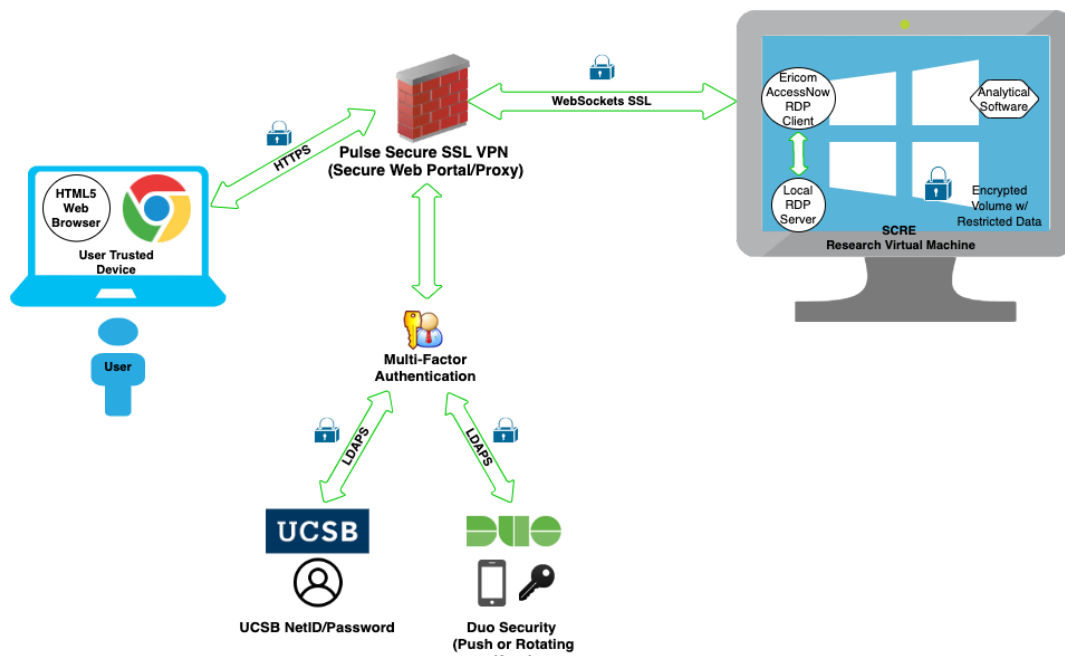 HTML5
Web
Browser
User Trusted
Device
User
HTTPS
Pulse Secure SSL VPN
(Secure Web Portal/Proxy)
WebSockets SSL
Ericom
AccessNow
RDP
Client
Analytical
Software
Local
RDP
Server
Encrypted
Volume w/
Restricted Data
SCRE
Research Virtual Machine
Multi-Factor
Authentication
LDAPS
LDAPS
UCSB
UCSB NetID/Password
DUO
Duo Security
(Push or Rotating